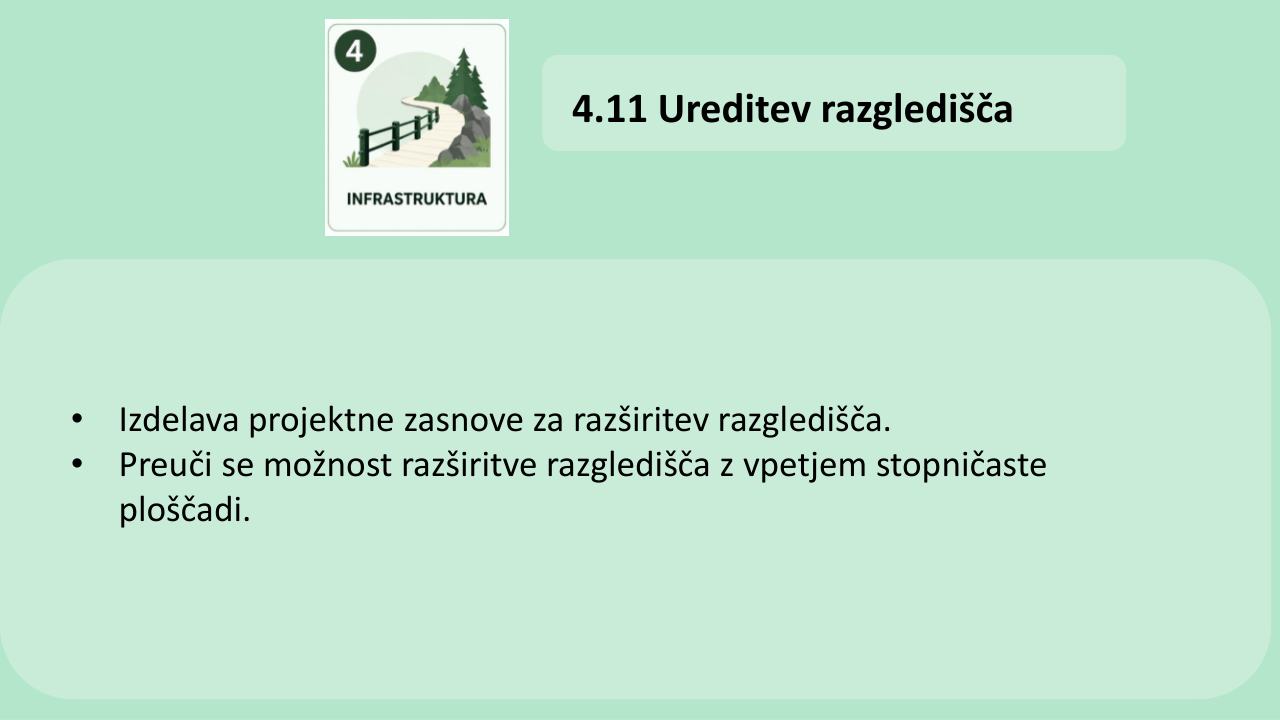 4
INFRASTRUKTURA
4.11 Ureditev razgledišča
• Izdelava projektne zasnove za razširitev razgledišča.
• Preuči se možnost razširitve razgledišča z vpetjem stopničaste
ploščadi.